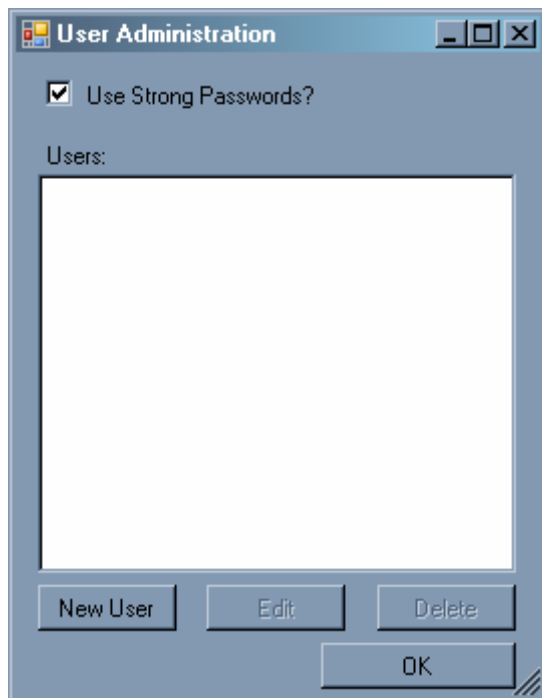 User Administration
Use Strong Passwords?
Users:
New User Edit Delete
OK